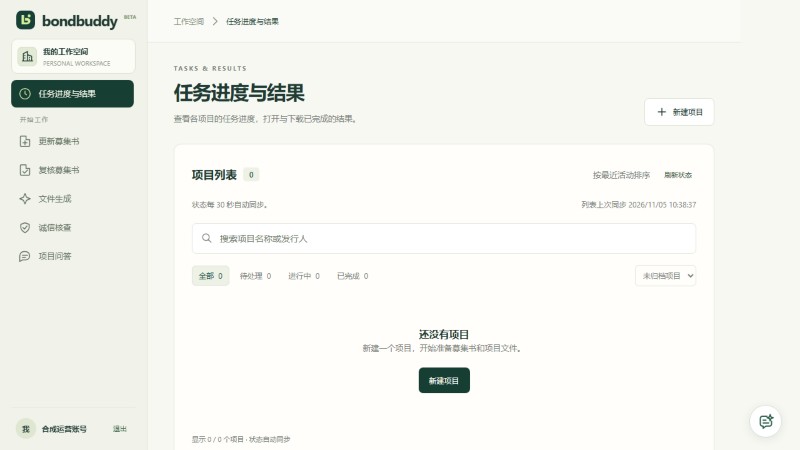 bondbuddy BETA
我的工作空间
PERSONAL WORKSPACE
任务进度与结果
开始工作
更新募集书
复核募集书
文件生成
诚信核查
项目问答
我 合成运营账号 退出
工作空间 任务进度与结果
TASKS & RESULTS
任务进度与结果
查看各项目的任务进度，打开与下载已完成的结果。
新建项目
项目列表 0
按最近活动排序 刷新状态
状态每 30 秒自动同步。
列表上次同步 2026/11/05 10:38:37
搜索项目名称或发行人
全部 0 待处理 0 进行中 0 已完成 0
未归档项目
还没有项目
新建一个项目，开始准备募集书和项目文件。
新建项目
显示 0 / 0 个项目 · 状态自动同步